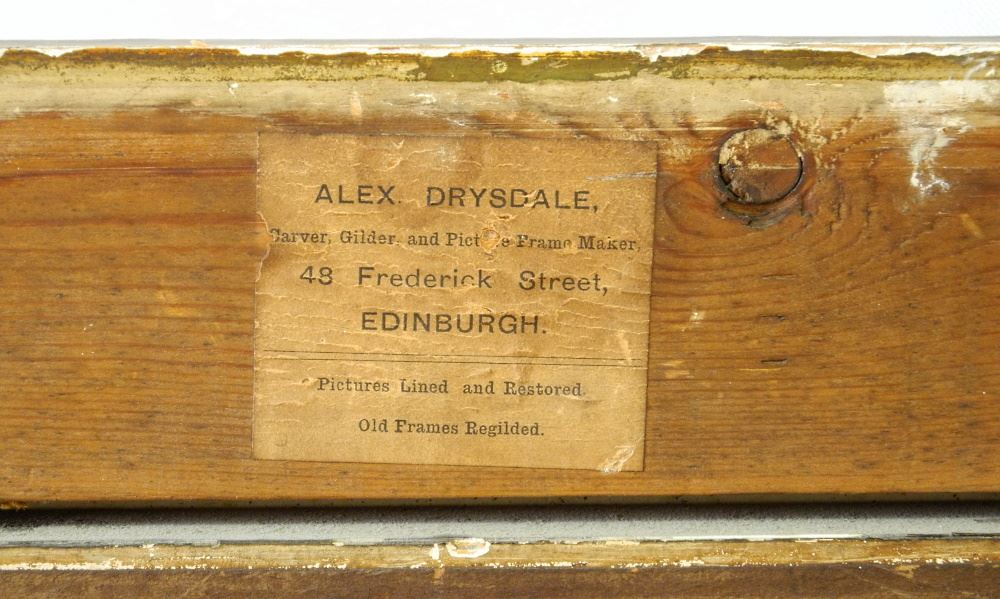 ALEX. DRYSDALE,
Carver, Gilder, and Picture Frame Maker,
48 Frederick Street,
EDINBURGH.
Pictures Lined and Restored.
Old Frames Regilded.